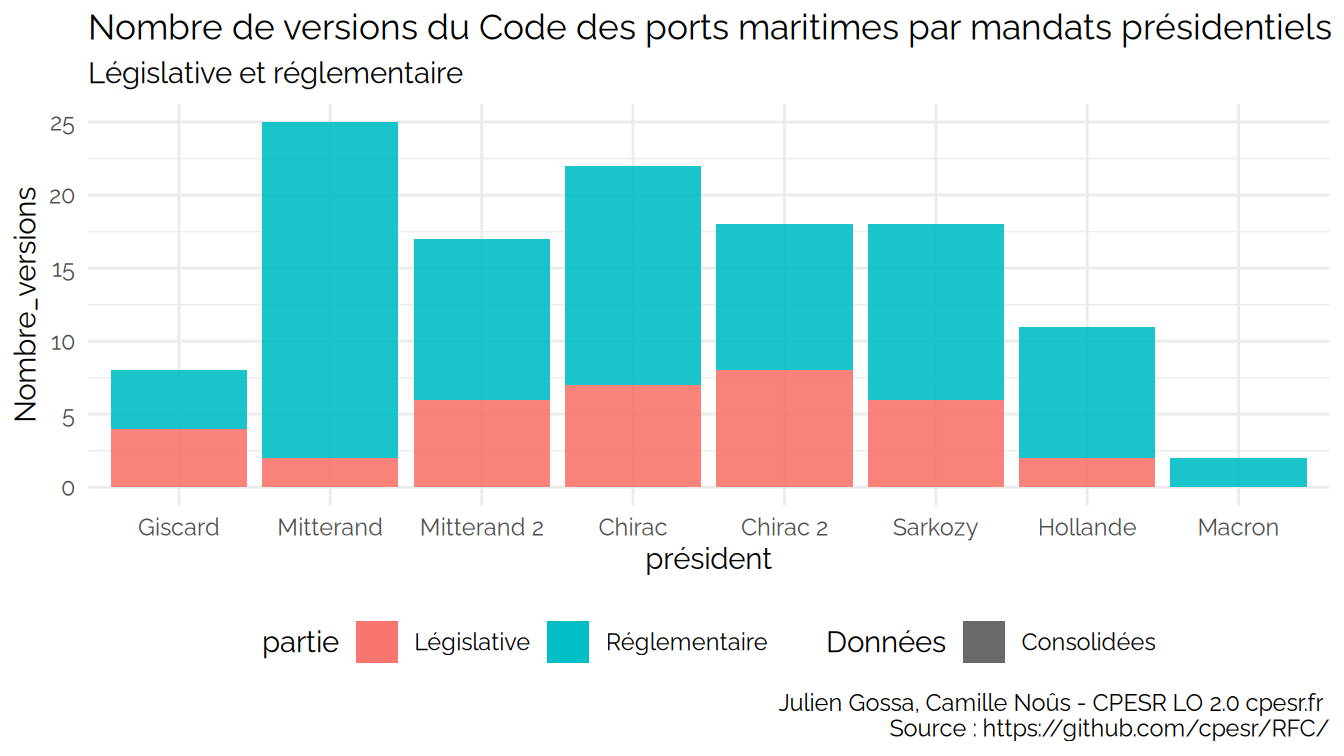 Nombre de versions du Code des ports maritimes par mandats présidentiels
Législative et réglementaire
Nombre_versions
25
20
15
10
5
0
Giscard Mitterand Mitterand 2 Chirac Chirac 2 Sarkozy Hollande Macron
président
partie Législative Réglementaire Données Consolidées
Julien Gossa, Camille Noûs - CPESR LO 2.0 cpesr.fr
Source : https://github.com/cpesr/RFC/